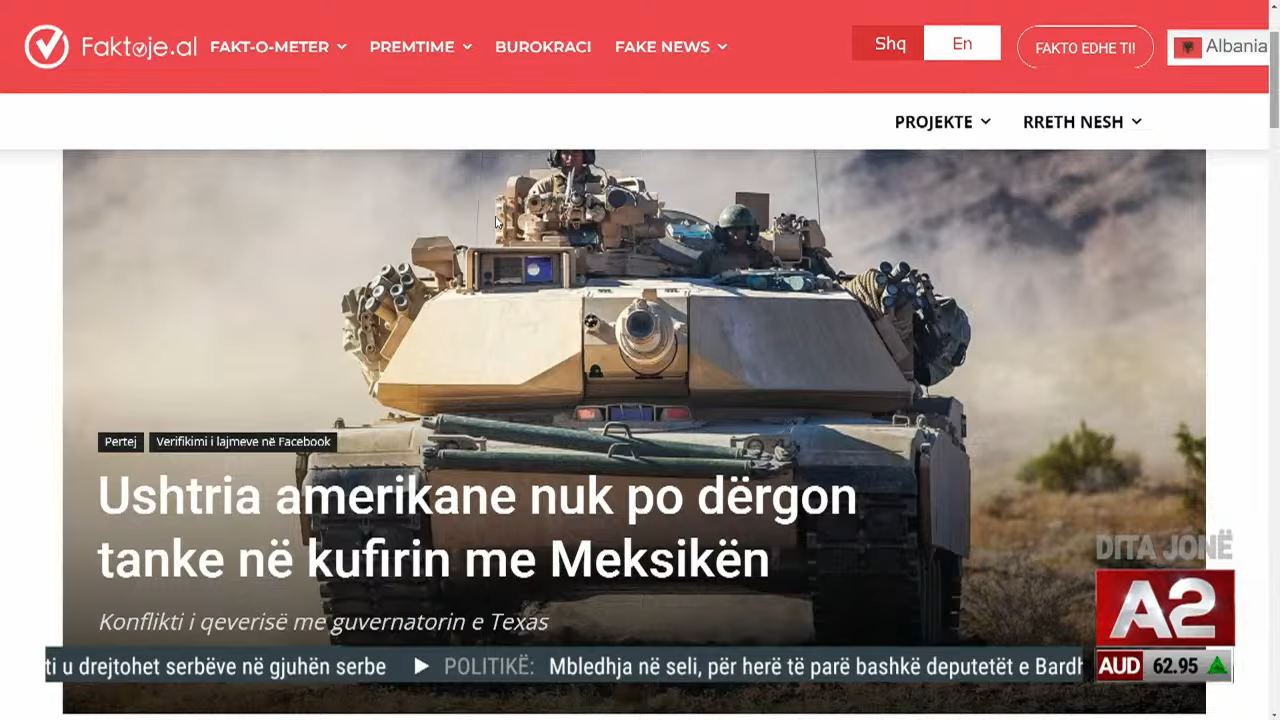 Faktoje.al FAKT-O-METER PREMTIME BUROKRACI FAKE NEWS Shq En FAKTO EDHE TI! Albania
PROJEKTE RRETH NESH
Pertej Verifikimi i lajmeve në Facebook
Ushtria amerikane nuk po dërgon
tanke në kufirin me Meksikën
Konflikti i qeverisë me guvernatorin e Texas
DITA JONË
A2
ti u drejtohet serbëve në gjuhën serbe ▶ POLITIKË: Mbledhja në seli, për herë të parë bashkë deputetët e Bardh
AUD 62.95